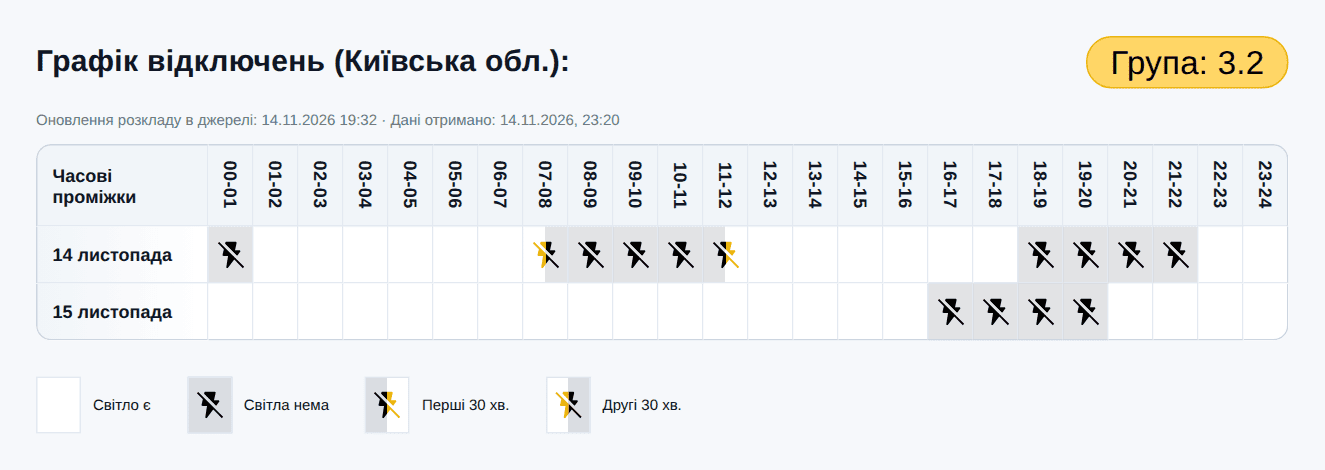 Графік відключень (Київська обл.):
Група: 3.2
Оновлення розкладу в джерелі: 14.11.2026 19:32 · Дані отримано: 14.11.2026, 23:20
Часові
проміжки
00-01
01-02
02-03
03-04
04-05
05-06
06-07
07-08
08-09
09-10
10-11
11-12
12-13
13-14
14-15
15-16
16-17
17-18
18-19
19-20
20-21
21-22
22-23
23-24
14 листопада
15 листопада
Світло є
Світла нема
Перші 30 хв.
Другі 30 хв.